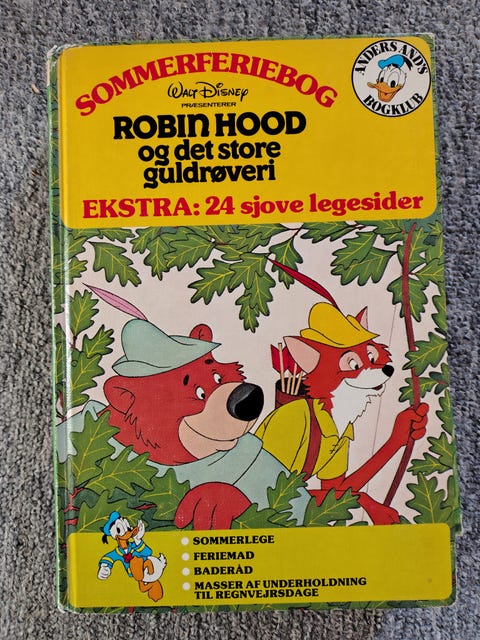 SOMMERFERIEBOG
WALT DISNEY
PRÆSENTERER
ANDERS AND'S
BOGKLUB
ROBIN HOOD
og det store
guldrøveri
EKSTRA: 24 sjove legesider
SOMMERLEGE
FERIEMAD
BADERÅD
MASSER AF UNDERHOLDNING
TIL REGNVEJRSDAGE